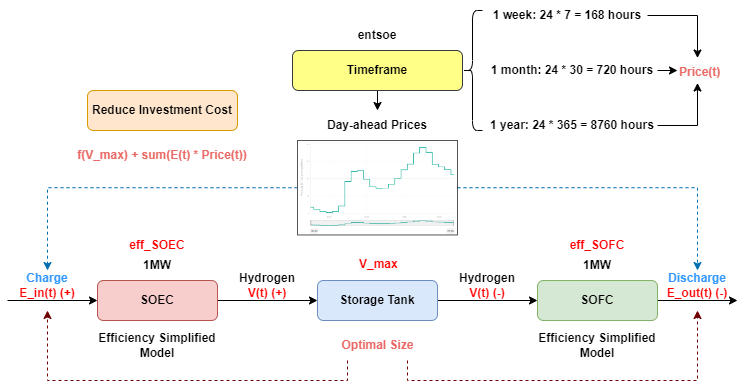 1 week: 24 * 7 = 168 hours
entsoe
Timeframe
1 month: 24 * 30 = 720 hours
Price(t)
Reduce Investment Cost
Day-ahead Prices
1 year: 24 * 365 = 8760 hours
f(V_max) + sum(E(t) * Price(t))
eff_SOEC
eff_SOFC
1MW
V_max
1MW
Charge
Hydrogen
Hydrogen
Discharge
E_in(t) (+)
SOEC
V(t) (+)
Storage Tank
V(t) (-)
SOFC
E_out(t) (-)
Efficiency Simplified
Model
Optimal Size
Efficiency Simplified
Model